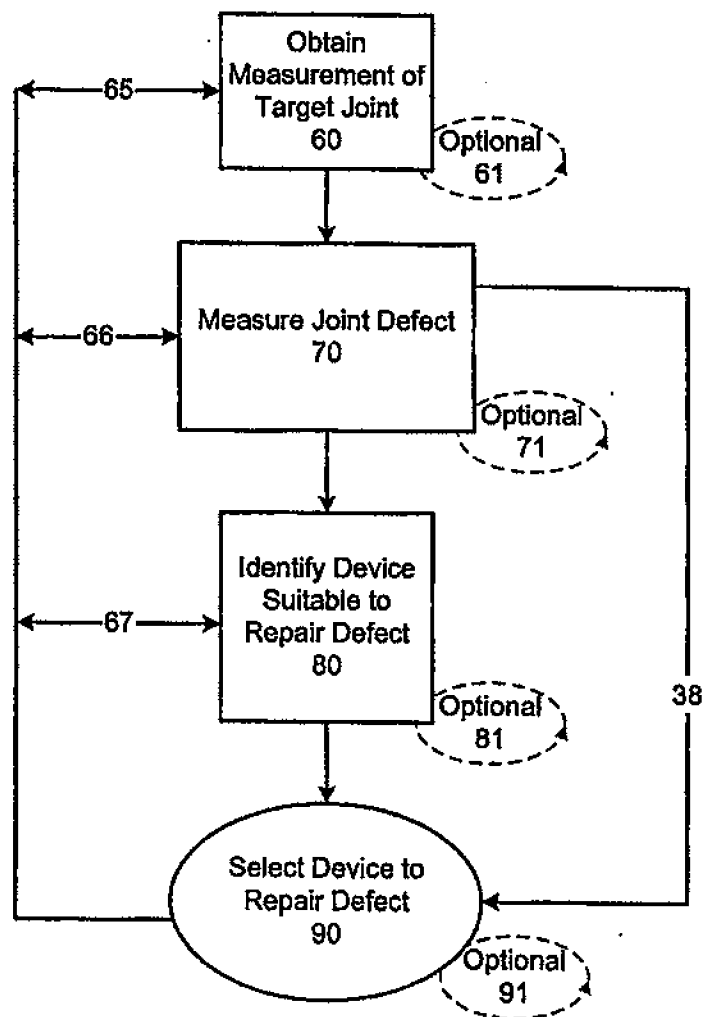 Obtain
Measurement of
Target Joint
60
65
Optional
61
Measure Joint Defect
70
66
Optional
71
Identify Device
Suitable to
Repair Defect
80
67
Optional
81
38
Select Device to
Repair Defect
90
Optional
91